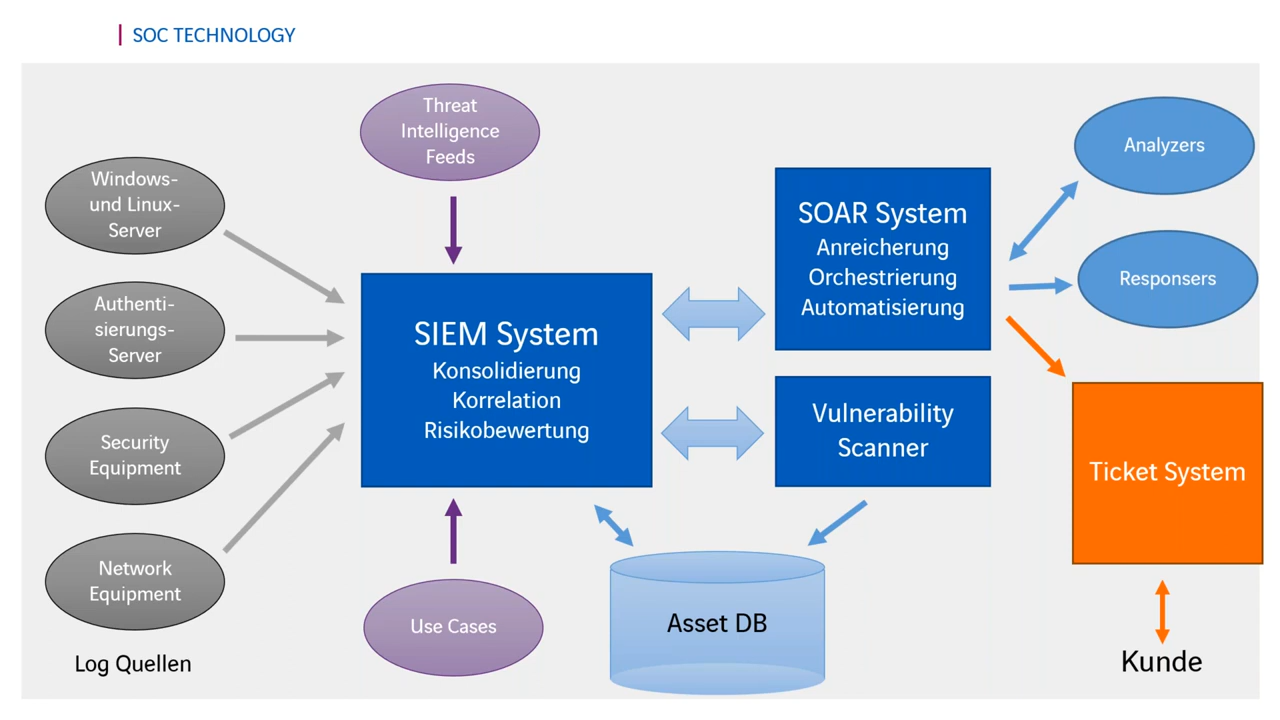 SOC TECHNOLOGY
Threat
Intelligence
Feeds
Windows-
und Linux-
Server
Authenti-
sierungs-
Server
Security
Equipment
Network
Equipment
Log Quellen
SIEM System
Konsolidierung
Korrelation
Risikobewertung
Use Cases
SOAR System
Anreicherung
Orchestrierung
Automatisierung
Vulnerability
Scanner
Asset DB
Analyzers
Responsers
Ticket System
Kunde